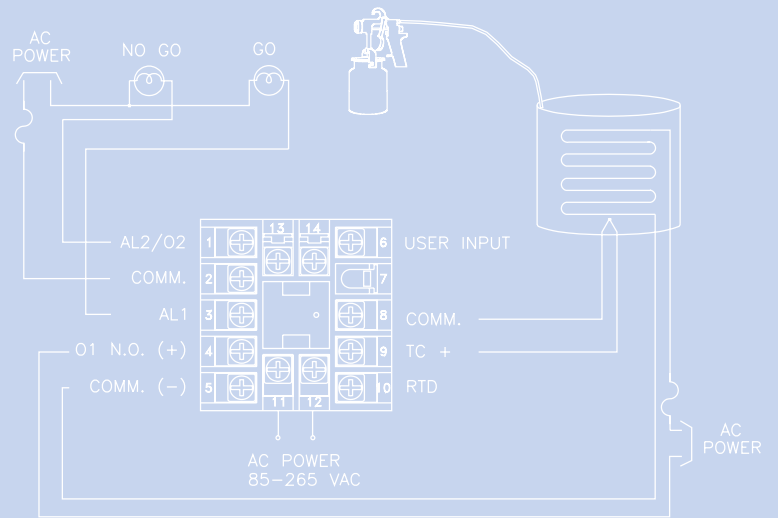 AC
POWER
NO GO
GO
13 14
AL2/O2 1
6 USER INPUT
COMM. 2
7
AL1 3
8 COMM.
O1 N.O. (+) 4
9 TC +
COMM. (-) 5
10 RTD
11 12
AC POWER
85-265 VAC
AC
POWER